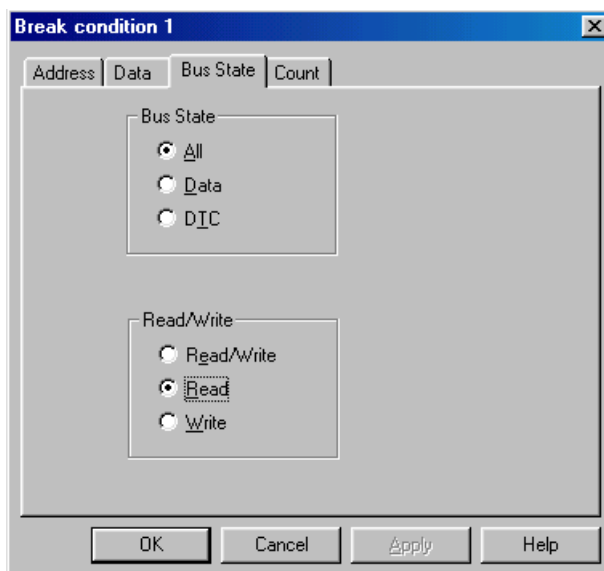 Break condition 1
Address Data Bus State Count
Bus State
All
Data
DTC
Read/Write
Read/Write
Read
Write
OK Cancel Apply Help